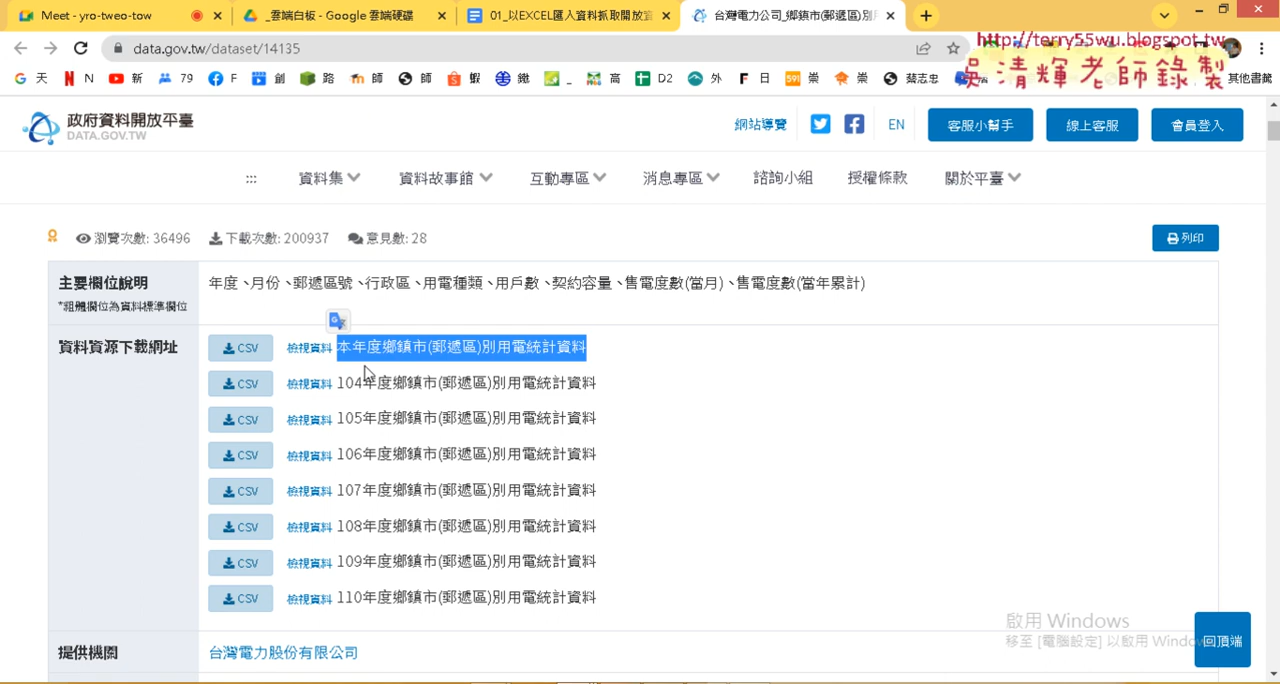 Meet - yro-tweo-tow
_雲端白板 - Google 雲端硬碟
01_以EXCEL匯入資料抓取開放資
台灣電力公司_鄉鎮市(郵遞區)別用
data.gov.tw/dataset/14135
http://terry55wu.blogspot.tw
吳清輝老師錄製
天 N 新 79 F 創 路 師 師 蝦 緻 _ 高 D2 外 F 日 崇 崇 蔡志忠 其他書籤
政府資料開放平臺
DATA.GOV.TW
網站導覽
EN
客服小幫手
線上客服
會員登入
::: 資料集 資料故事館 互動專區 消息專區 諮詢小組 授權條款 關於平臺
瀏覽次數: 36496 下載次數: 200937 意見數: 28
列印
主要欄位說明
*粗體欄位為資料標準欄位
年度、月份、郵遞區號、行政區、用電種類、用戶數、契約容量、售電度數(當月)、售電度數(當年累計)
資料資源下載網址
CSV 檢視資料 本年度鄉鎮市(郵遞區)別用電統計資料
CSV 檢視資料 104年度鄉鎮市(郵遞區)別用電統計資料
CSV 檢視資料 105年度鄉鎮市(郵遞區)別用電統計資料
CSV 檢視資料 106年度鄉鎮市(郵遞區)別用電統計資料
CSV 檢視資料 107年度鄉鎮市(郵遞區)別用電統計資料
CSV 檢視資料 108年度鄉鎮市(郵遞區)別用電統計資料
CSV 檢視資料 109年度鄉鎮市(郵遞區)別用電統計資料
CSV 檢視資料 110年度鄉鎮市(郵遞區)別用電統計資料
啟用 Windows
移至 [電腦設定] 以啟用 Windo
回頂端
提供機關
台灣電力股份有限公司